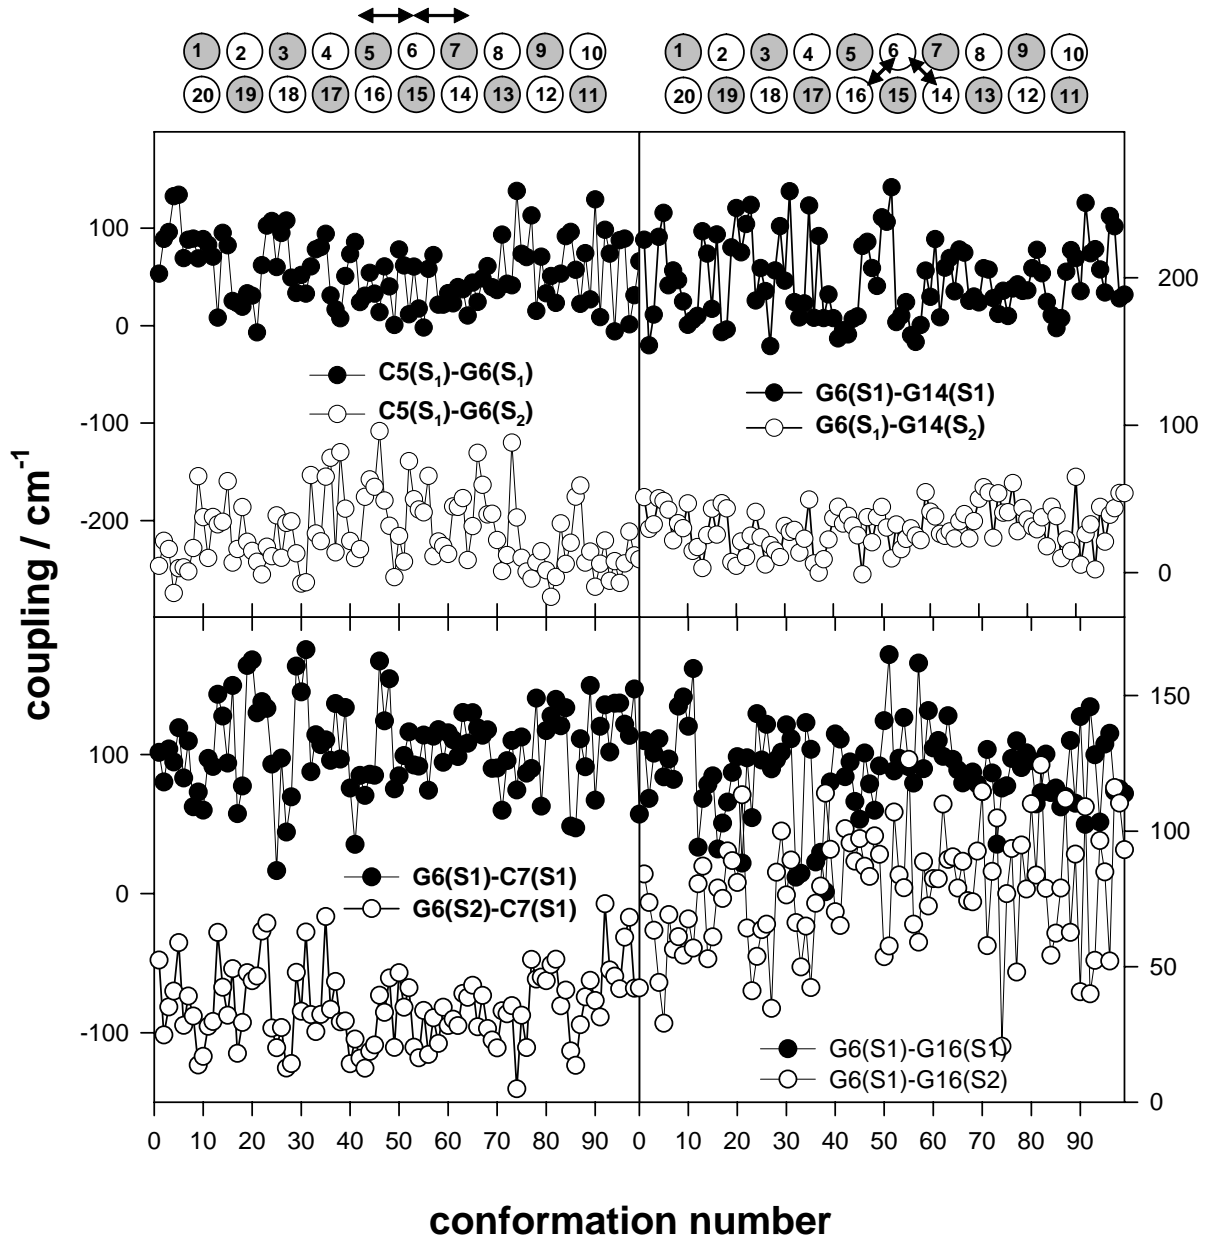 1 2 3 4 5 6 7 8 9 10 1 2 3 4 5 6 7 8 9 10
20 19 18 17 16 15 14 13 12 11 20 19 18 17 16 15 14 13 12 11
100
0
-100
-200
C5(S1)-G6(S1)
C5(S1)-G6(S2)
G6(S1)-G14(S1)
G6(S1)-G14(S2)
200
100
0
coupling / cm-1
100
0
-100
G6(S1)-C7(S1)
G6(S2)-C7(S1)
G6(S1)-G16(S1)
G6(S1)-G16(S2)
150
100
50
0
0 10 20 30 40 50 60 70 80 90 0 10 20 30 40 50 60 70 80 90
conformation number